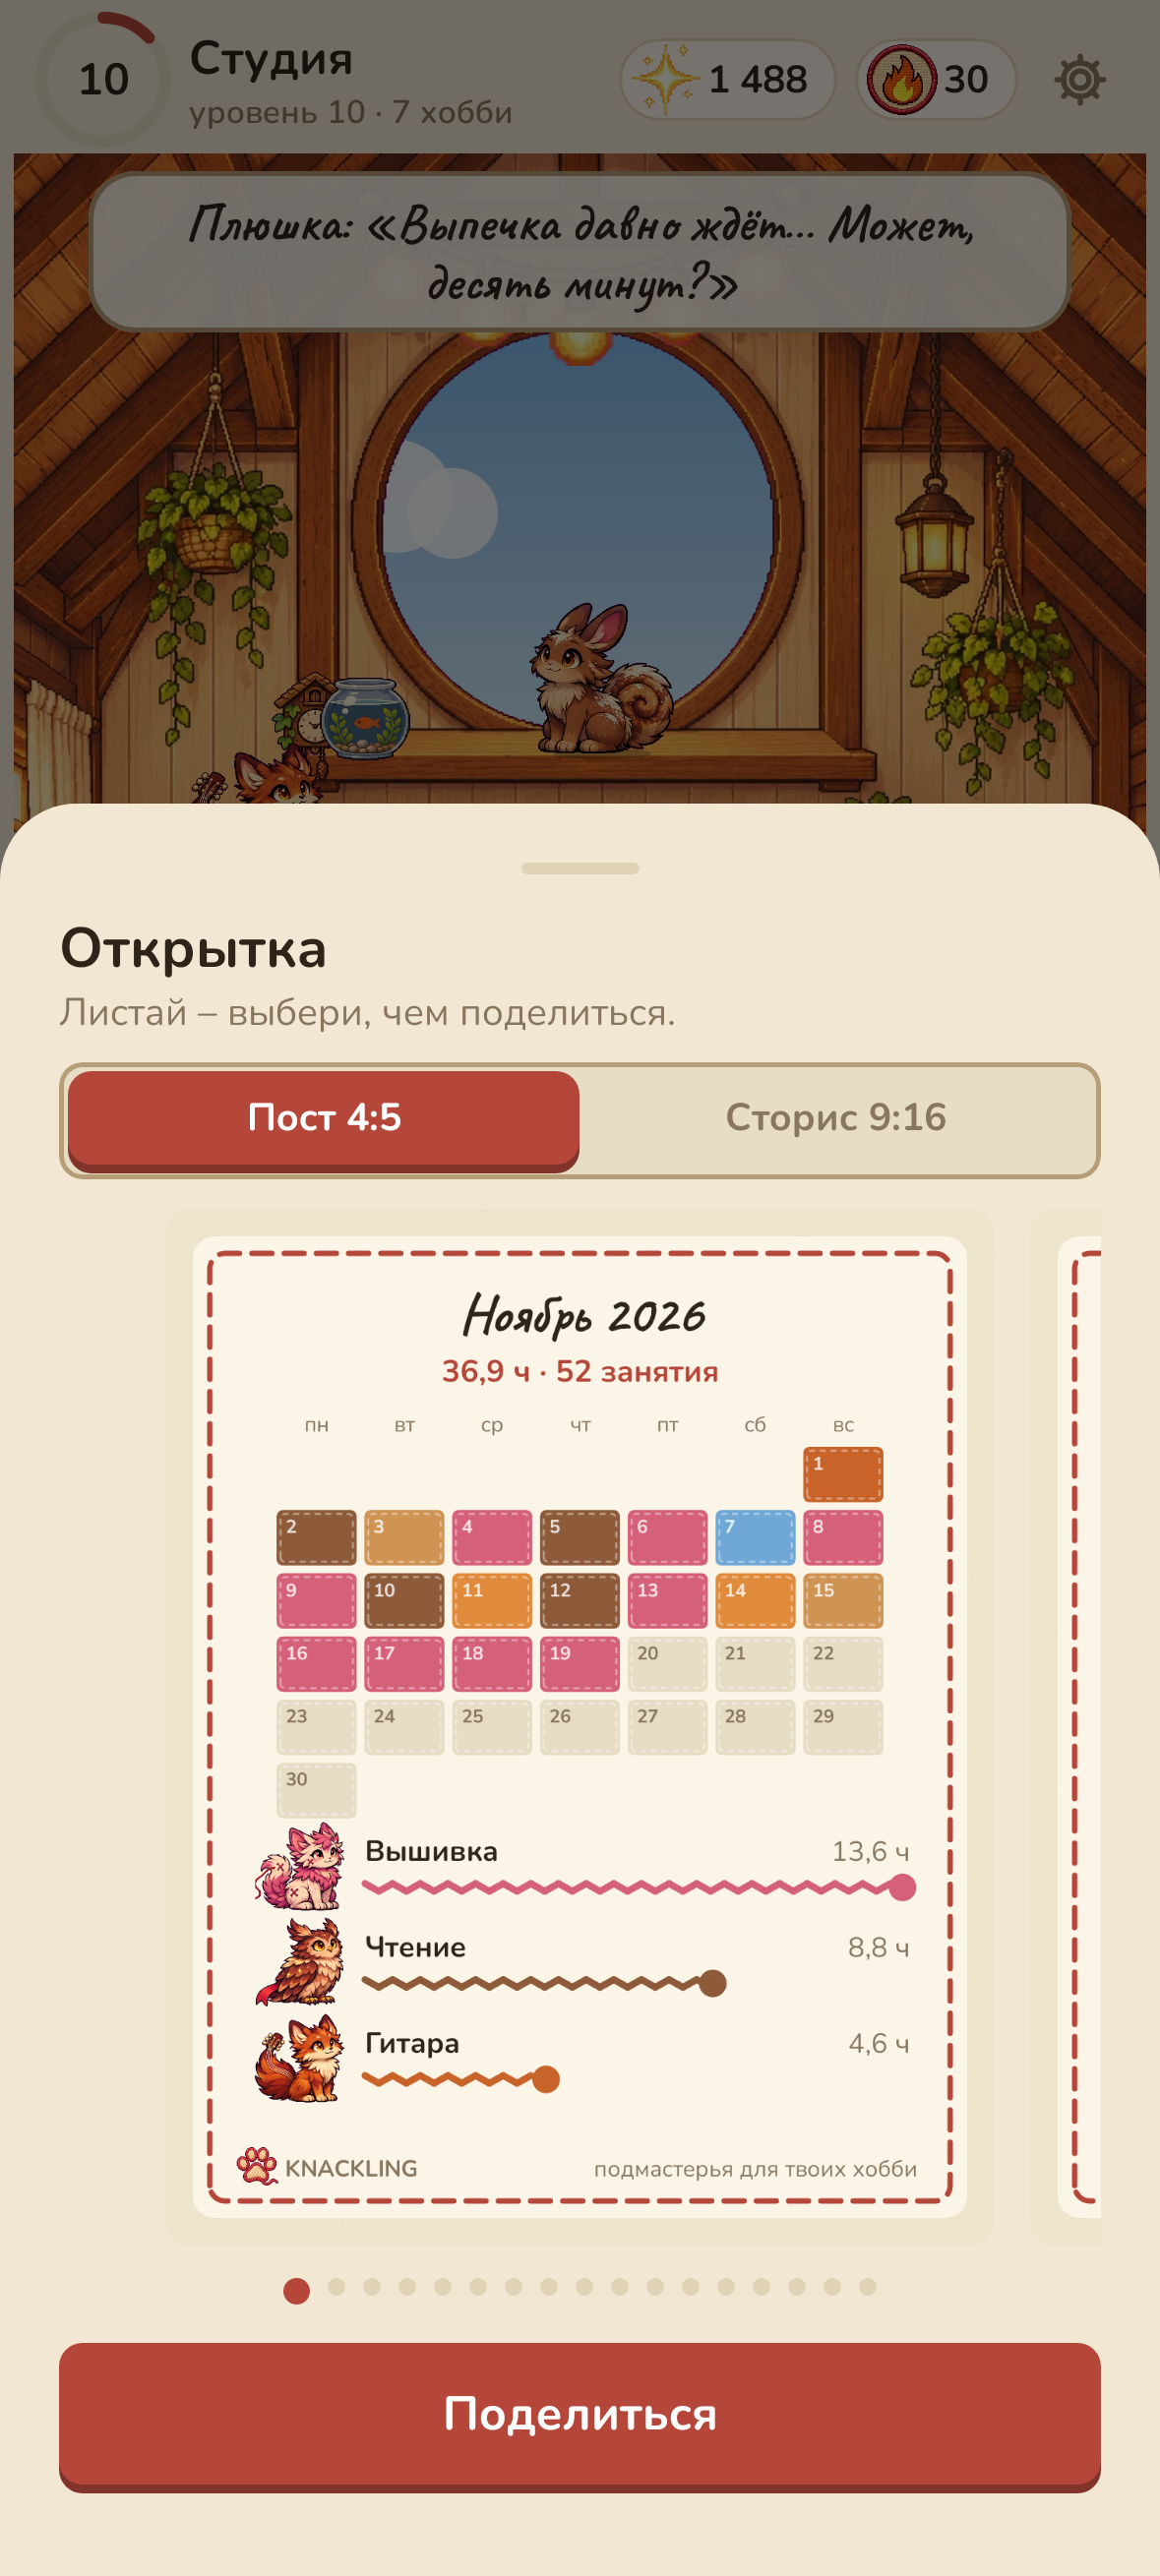 10
Студия
уровень 10 · 7 хобби
1 488
30
Плюшка: «Выпечка давно ждёт... Может,
десять минут?»
Открытка
Листай – выбери, чем поделиться.
Пост 4:5
Сторис 9:16
Ноябрь 2026
36,9 ч · 52 занятия
пн вт ср чт пт сб вс
1
2 3 4 5 6 7 8
9 10 11 12 13 14 15
16 17 18 19 20 21 22
23 24 25 26 27 28 29
30
Вышивка 13,6 ч
Чтение 8,8 ч
Гитара 4,6 ч
KNACKLING подмастерья для твоих хобби
Поделиться